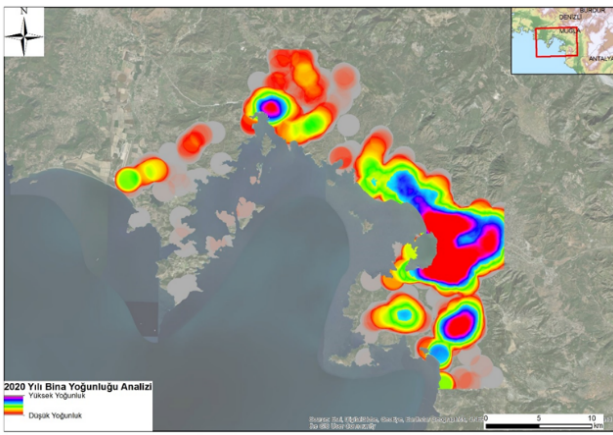 N
BURDUR
DENİZLİ
MUĞLA
ANTALYA
2020 Yılı Bina Yoğunluğu Analizi
Yüksek Yoğunluk
Düşük Yoğunluk
0 5 10
km